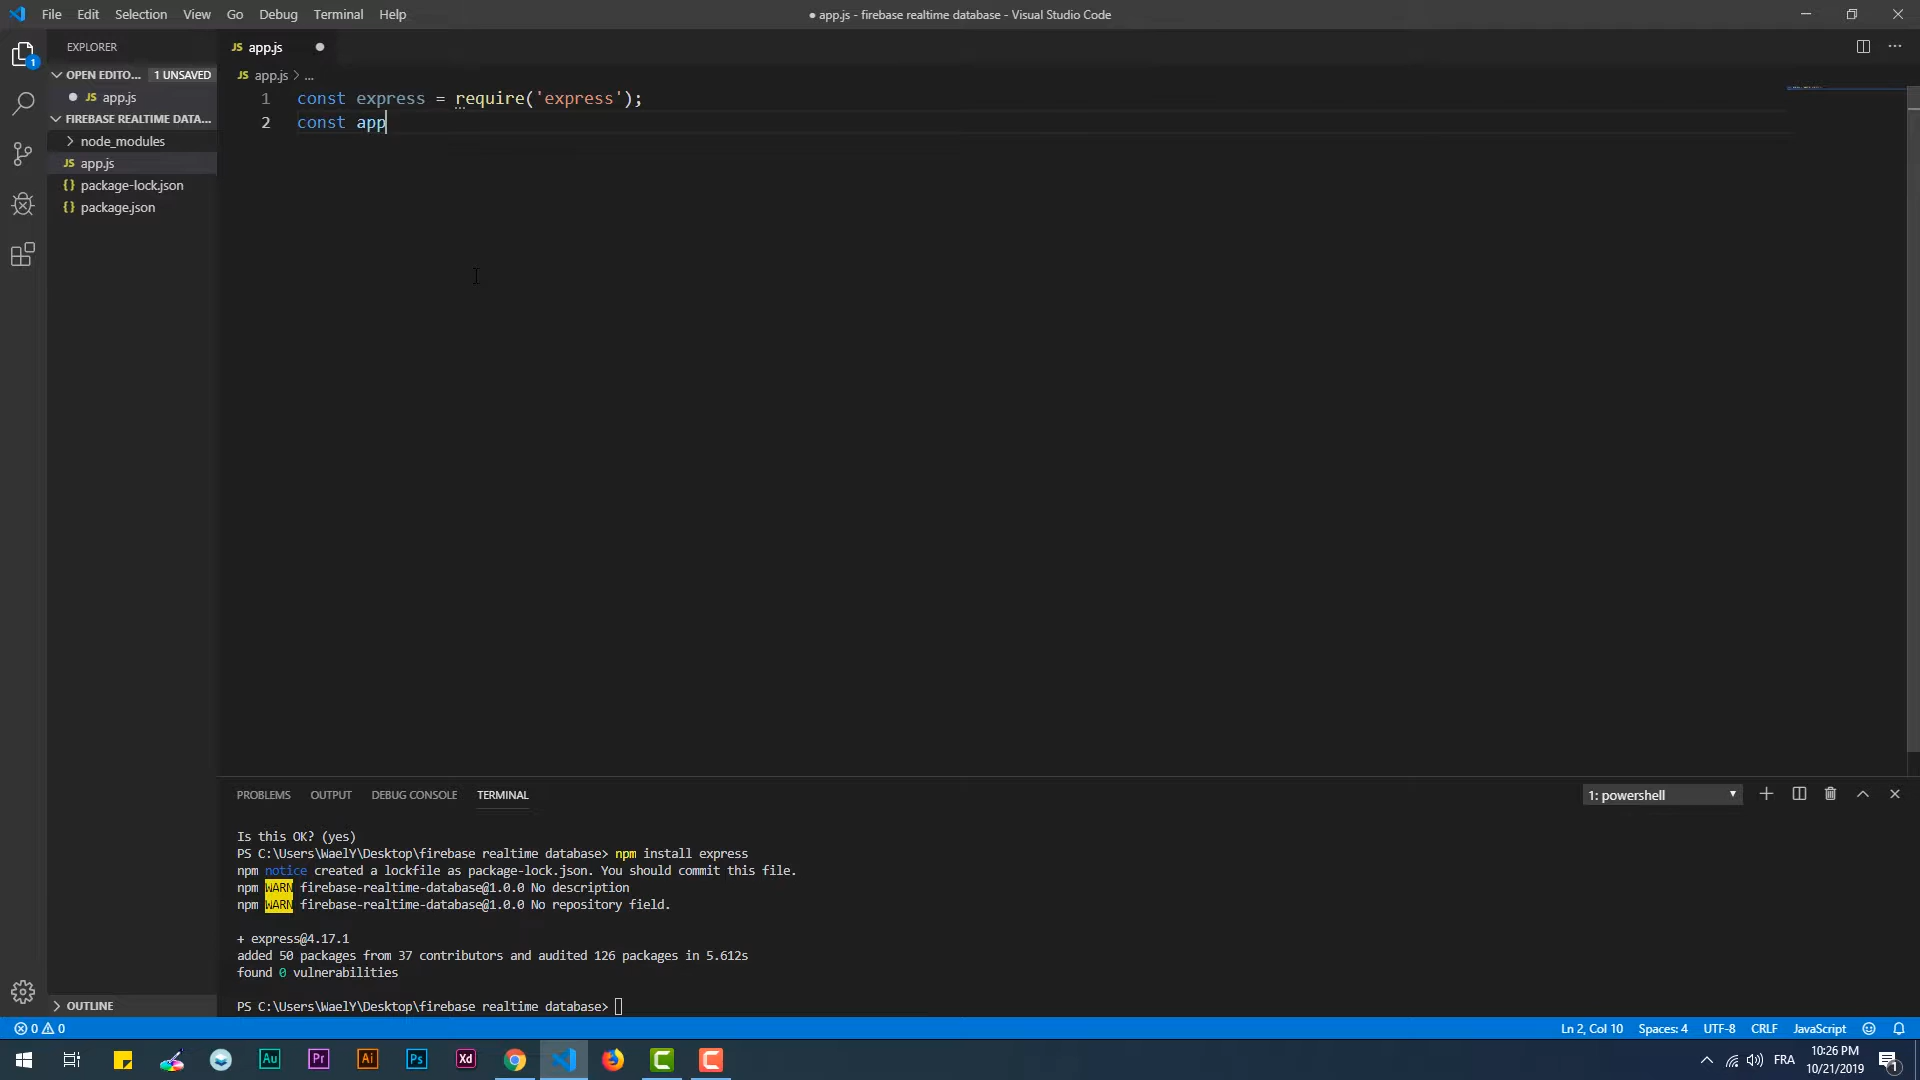 File Edit Selection View Go Debug Terminal Help
● app.js - firebase realtime database - Visual Studio Code
EXPLORER
JS app.js
OPEN EDITO... 1 UNSAVED
JS app.js > ...
JS app.js
1 const express = require('express');
FIREBASE REALTIME DATA...
2 const app
node_modules
JS app.js
{} package-lock.json
{} package.json
1
PROBLEMS OUTPUT DEBUG CONSOLE TERMINAL
1: powershell
Is this OK? (yes)
PS C:\Users\WaelY\Desktop\firebase realtime database> npm install express
npm notice created a lockfile as package-lock.json. You should commit this file.
npm WARN firebase-realtime-database@1.0.0 No description
npm WARN firebase-realtime-database@1.0.0 No repository field.
+ express@4.17.1
added 50 packages from 37 contributors and audited 126 packages in 5.612s
found 0 vulnerabilities
PS C:\Users\WaelY\Desktop\firebase realtime database>
OUTLINE
0 0
Ln 2, Col 10 Spaces: 4 UTF-8 CRLF JavaScript
Au Pr Ai Ps Xd
FRA
10:26 PM
10/21/2019
1